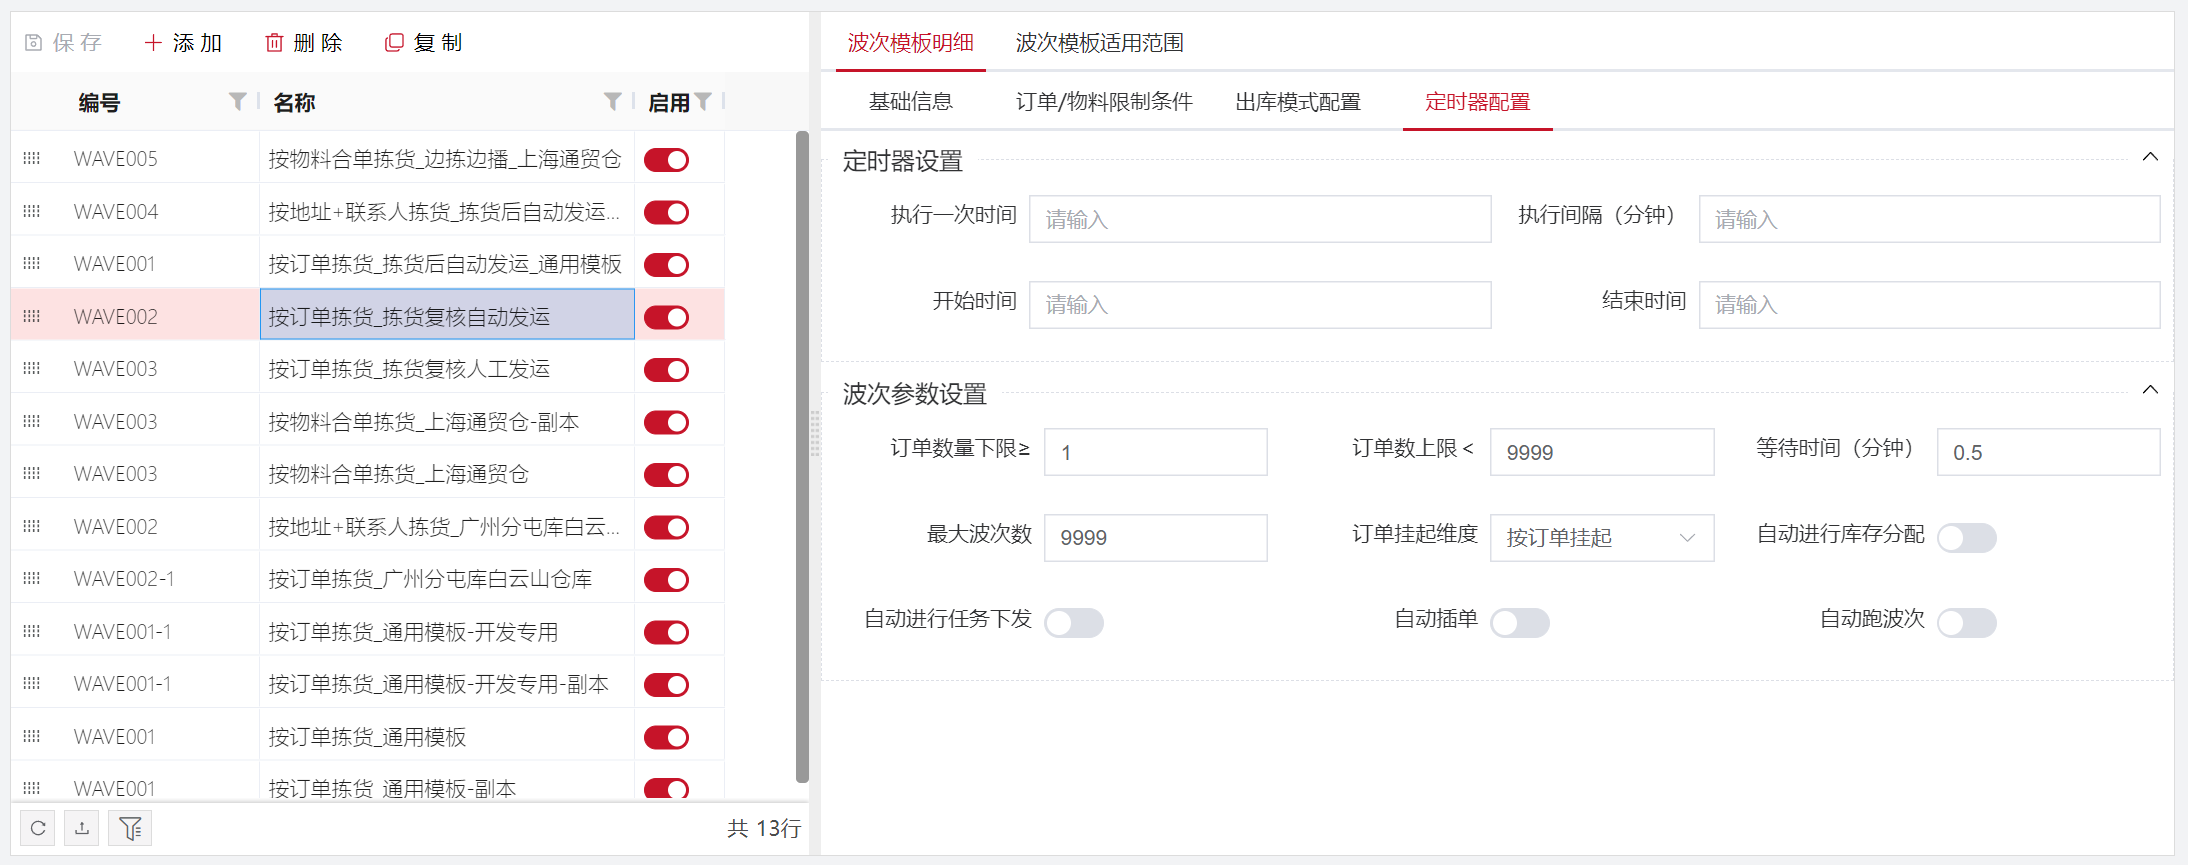 保存 添加 删除 复制
编号 名称 启用
WAVE005 按物料合单拣货_边拣边播_上海通贸仓
WAVE004 按地址+联系人拣货_拣货后自动发运...
WAVE001 按订单拣货_拣货后自动发运_通用模板
WAVE002 按订单拣货_拣货复核自动发运
WAVE003 按订单拣货_拣货复核人工发运
WAVE003 按物料合单拣货_上海通贸仓-副本
WAVE003 按物料合单拣货_上海通贸仓
WAVE002 按地址+联系人拣货_广州分屯库白云...
WAVE002-1 按订单拣货_广州分屯库白云山仓库
WAVE001-1 按订单拣货_通用模板-开发专用
WAVE001-1 按订单拣货_通用模板-开发专用-副本
WAVE001 按订单拣货_通用模板
WAVE001 按订单拣货_通用模板-副本
共 13行
波次模板明细 波次模板适用范围
基础信息 订单/物料限制条件 出库模式配置 定时器配置
定时器设置
执行一次时间 请输入 执行间隔（分钟） 请输入
开始时间 请输入 结束时间 请输入
波次参数设置
订单数量下限≥ 1 订单数上限 < 9999 等待时间（分钟） 0.5
最大波次数 9999 订单挂起维度 按订单挂起 自动进行库存分配
自动进行任务下发 自动插单 自动跑波次